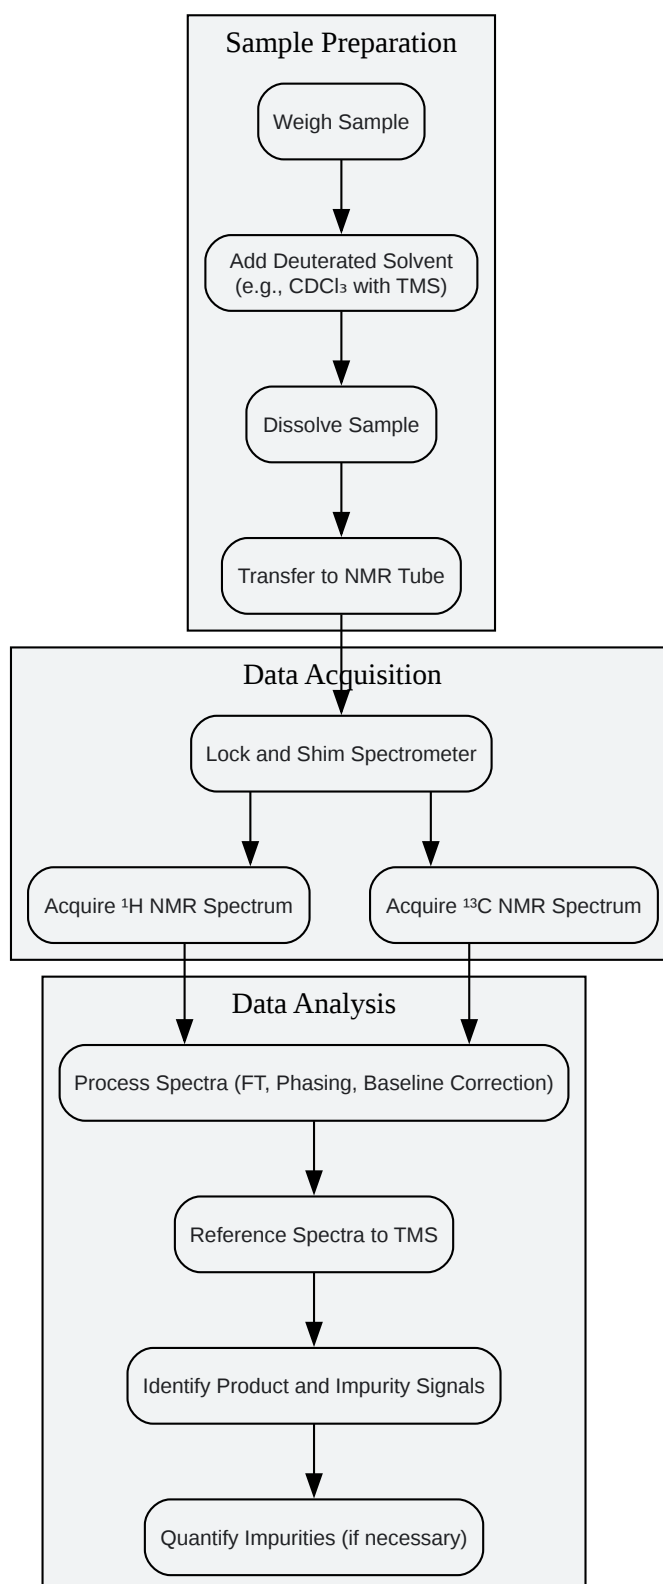 Sample Preparation
Weigh Sample
Add Deuterated Solvent
(e.g., CDCl₃ with TMS)
Dissolve Sample
Transfer to NMR Tube
Data Acquisition
Lock and Shim Spectrometer
Acquire ¹H NMR Spectrum
Acquire ¹³C NMR Spectrum
Data Analysis
Process Spectra (FT, Phasing, Baseline Correction)
Reference Spectra to TMS
Identify Product and Impurity Signals
Quantify Impurities (if necessary)